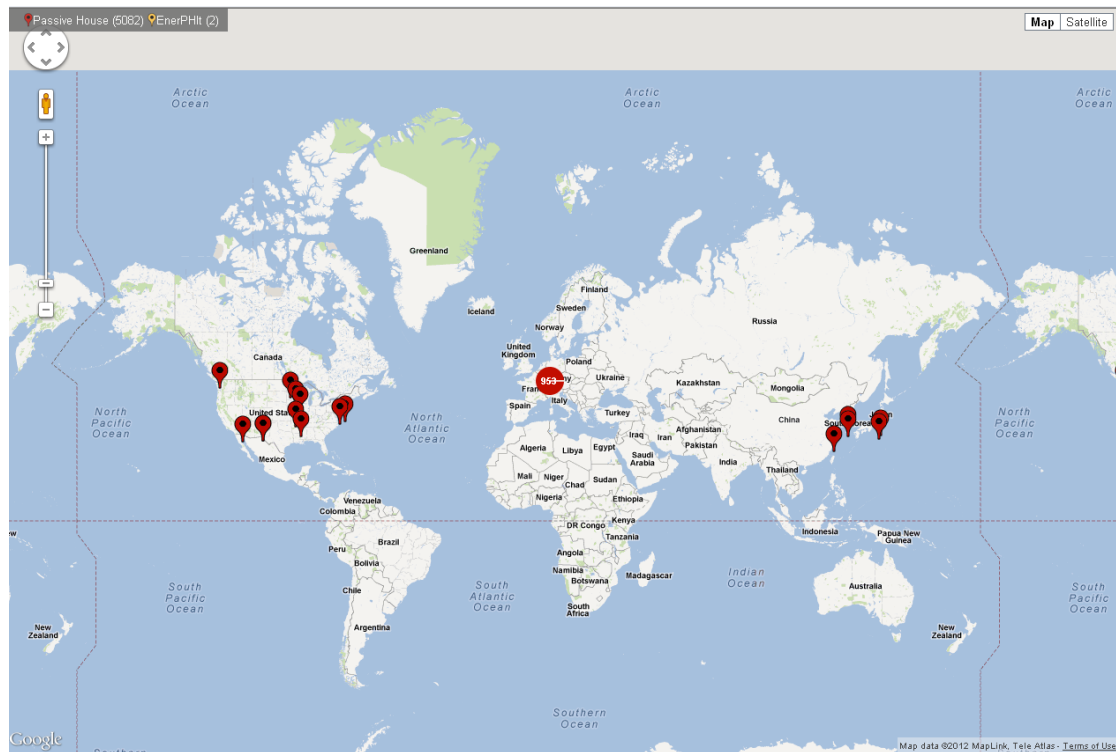 Passive House (5082) EnerPHIt (2)
Map Satellite
Arctic
Ocean
Arctic
Ocean
Arctic
Ocean
Greenland
Iceland
Finland
Sweden
Norway
Russia
United
Kingdom
Poland
Canada
953
Ukraine
Kazakhstan
Mongolia
Italy
Spain
Turkey
China
North
Pacific
Ocean
North
Atlantic
Ocean
North
Pacific
Ocean
Afghanistan
Iraq
Iran
Pakistan
Algeria
Libya
Egypt
Saudi
Arabia
Mexico
India
Thailand
Mali
Niger
Chad
Sudan
Nigeria
Ethiopia
Venezuela
Colombia
Kenya
DR Congo
Tanzania
Indonesia
Papua New
Guinea
Peru
Brazil
Bolivia
Angola
Namibia
Botswana
Madagascar
Indian
Ocean
Australia
South
Pacific
Ocean
Chile
South
Atlantic
Ocean
South
Africa
South
Pacific
Ocean
Argentina
New
Zealand
New
Zealand
Southern
Ocean
Google
Map data ©2012 MapLink, Tele Atlas - Terms of Use